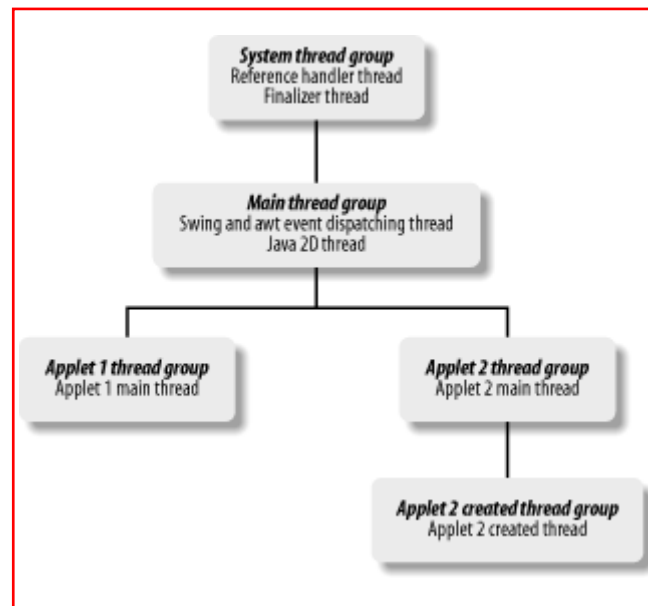 System thread group
Reference handler thread
Finalizer thread
Main thread group
Swing and awt event dispatching thread
Java 2D thread
Applet 1 thread group
Applet 1 main thread
Applet 2 thread group
Applet 2 main thread
Applet 2 created thread group
Applet 2 created thread